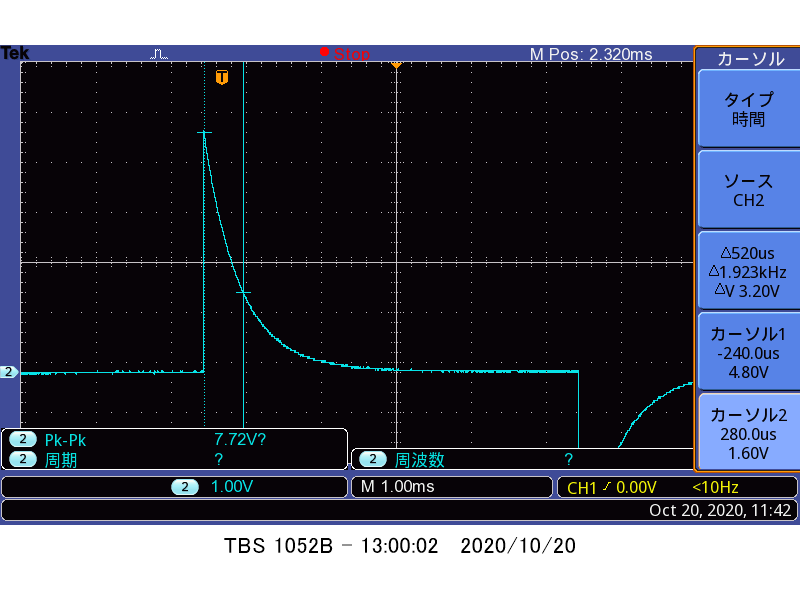 Tek
Stop
M Pos: 2.320ms
カーソル
T
タイプ
時間
ソース
CH2
△520us
△1.923kHz
△V 3.20V
カーソル1
-240.0us
4.80V
カーソル2
280.0us
1.60V
2
2 Pk-Pk 7.72V?
2 周期 ?
2 周波数 ?
2 1.00V
M 1.00ms
CH1 0.00V <10Hz
Oct 20, 2020, 11:42
TBS 1052B - 13:00:02 2020/10/20